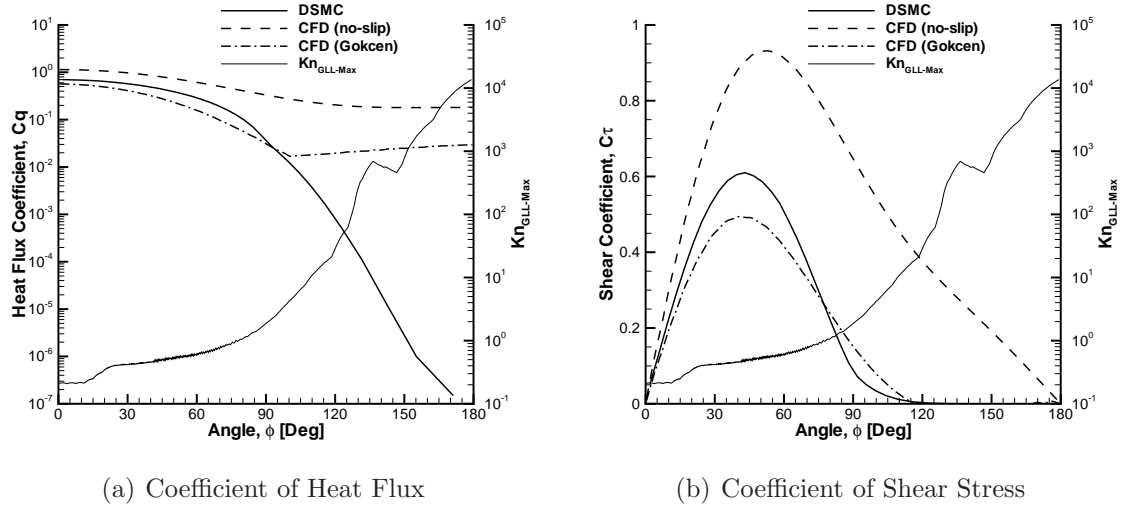 DSMC
CFD (no-slip)
CFD (Gokcen)
Kn_GLL-Max
10^1
10^0
10^-1
10^-2
10^-3
10^-4
10^-5
10^-6
10^-7
Heat Flux Coefficient, Cq
10^5
10^4
10^3
10^2
10^1
10^0
10^-1
Kn_GLL-Max
0 30 60 90 120 150 180
Angle, ϕ [Deg]
(a) Coefficient of Heat Flux
DSMC
CFD (no-slip)
CFD (Gokcen)
Kn_GLL-Max
1
0.8
0.6
0.4
0.2
0
Shear Coefficient, Cτ
10^5
10^4
10^3
10^2
10^1
10^0
10^-1
Kn_GLL-Max
0 30 60 90 120 150 180
Angle, ϕ [Deg]
(b) Coefficient of Shear Stress